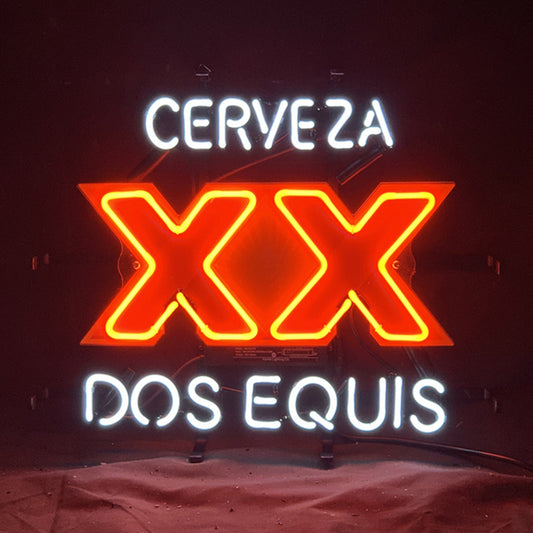 CERVEZA
XX
DOS EQUIS